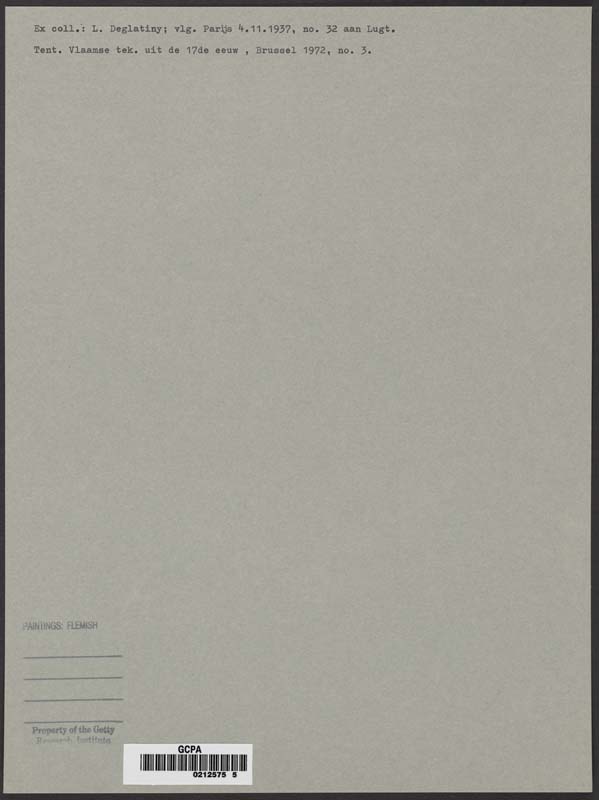 Ex coll.: L. Deglatiny; vlg. Parijs 4.11.1937, no. 32 aan Lugt.
Tent. Vlaamse tek. uit de 17de eeuw , Brussel 1972, no. 3.
PAINTINGS: FLEMISH
Property of the Getty
Research Institute
GCPA
0212575 5